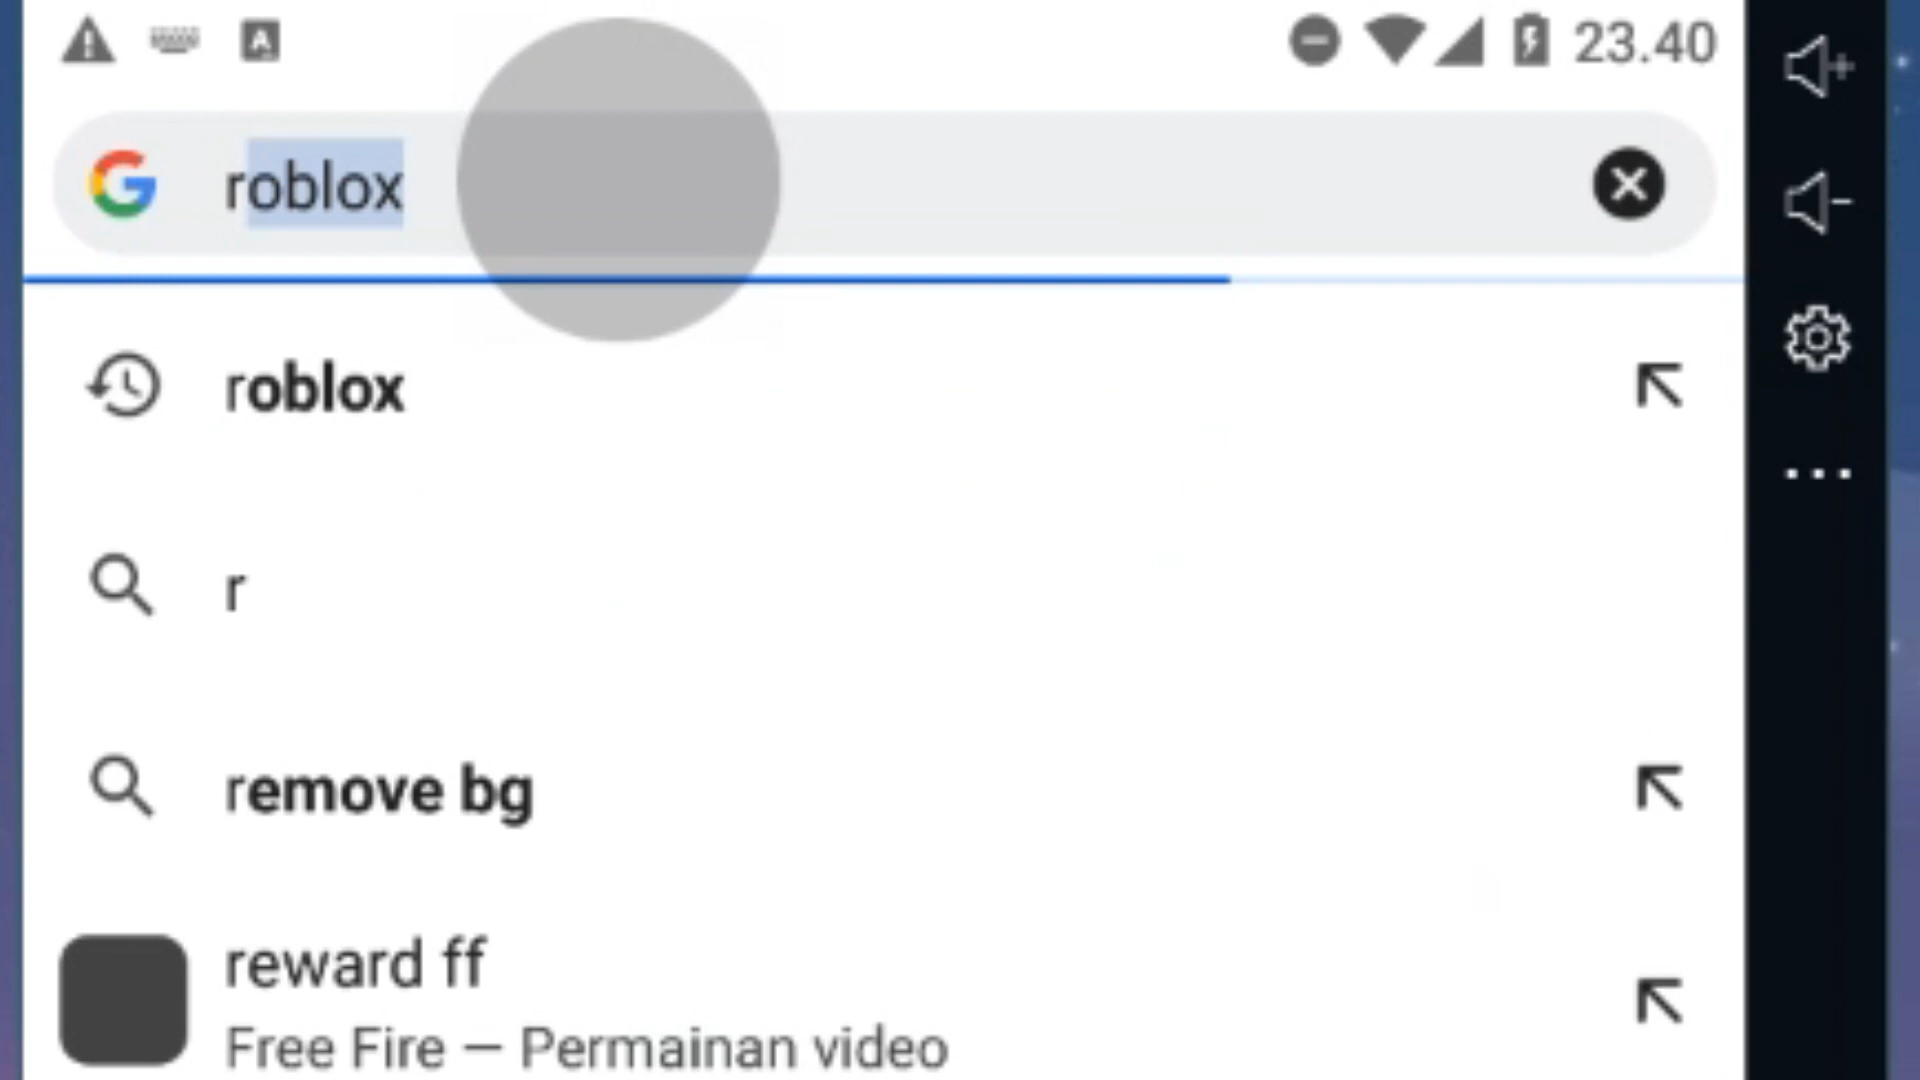 23.40
roblox
roblox
r
remove bg
reward ff
Free Fire — Permainan video